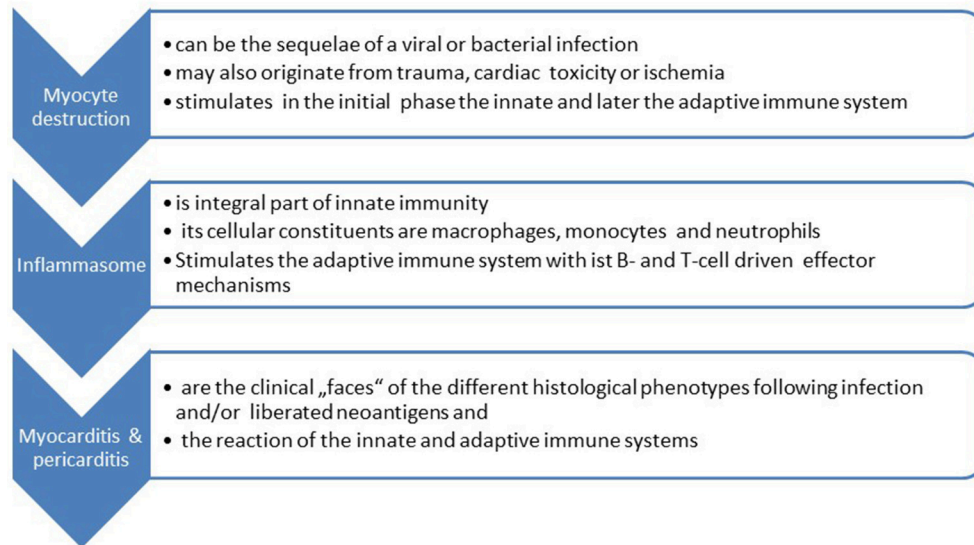 Myocyte
destruction
•can be the sequelae of a viral or bacterial infection
•may also originate from trauma, cardiac toxicity or ischemia
•stimulates in the initial phase the innate and later the adaptive immune system
Inflammasome
•is integral part of innate immunity
• its cellular constituents are macrophages, monocytes and neutrophils
•Stimulates the adaptive immune system with ist B- and T-cell driven effector
mechanisms
Myocarditis &
pericarditis
• are the clinical „faces“ of the different histological phenotypes following infection
and/or liberated neoantigens and
• the reaction of the innate and adaptive immune systems